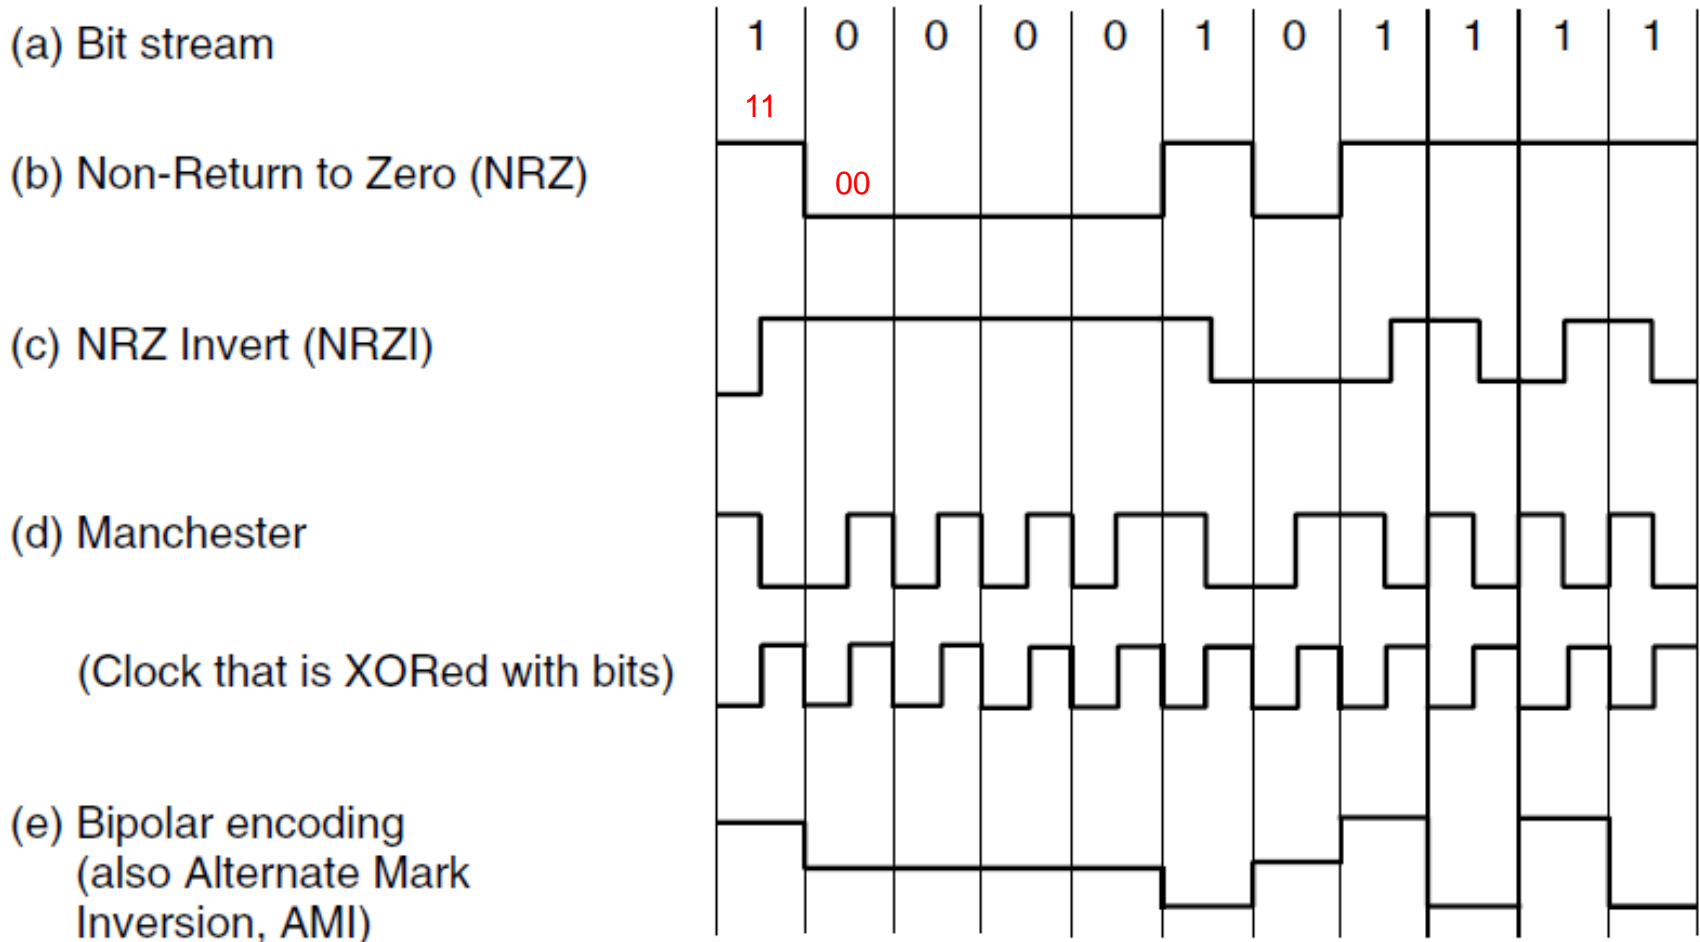 (a) Bit stream 1 0 0 0 0 1 0 1 1 1 1
11
(b) Non-Return to Zero (NRZ)
00
(c) NRZ Invert (NRZI)
(d) Manchester
(Clock that is XORed with bits)
(e) Bipolar encoding
(also Alternate Mark
Inversion, AMI)